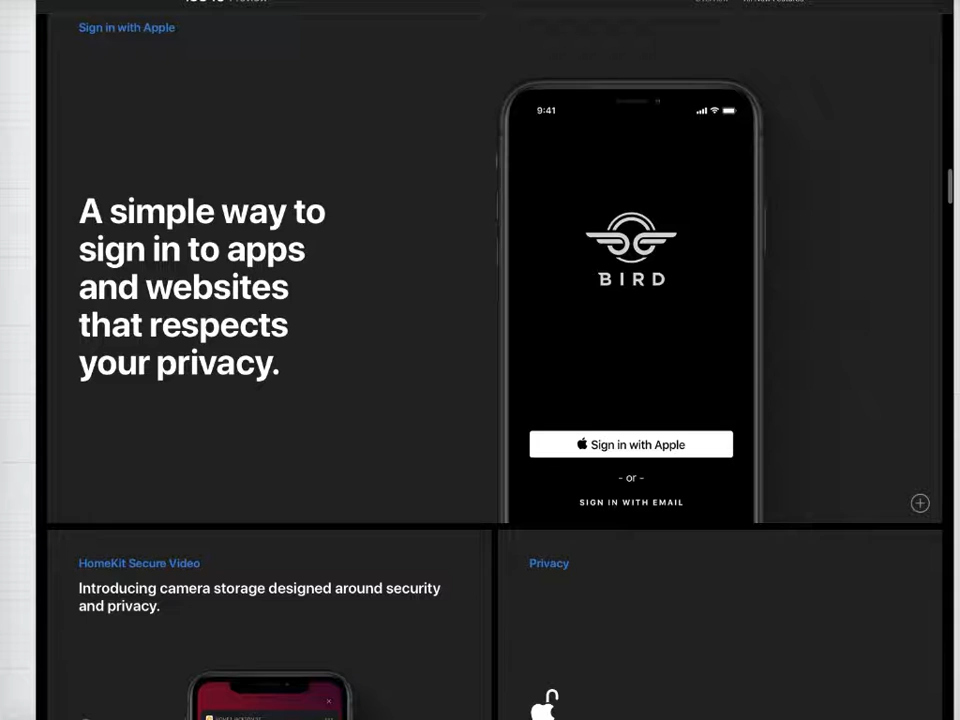 Sign in with Apple
9:41
A simple way to
sign in to apps
and websites
that respects
your privacy.
BIRD
Sign in with Apple
- or -
SIGN IN WITH EMAIL
HomeKit Secure Video
Introducing camera storage designed around security
and privacy.
Privacy